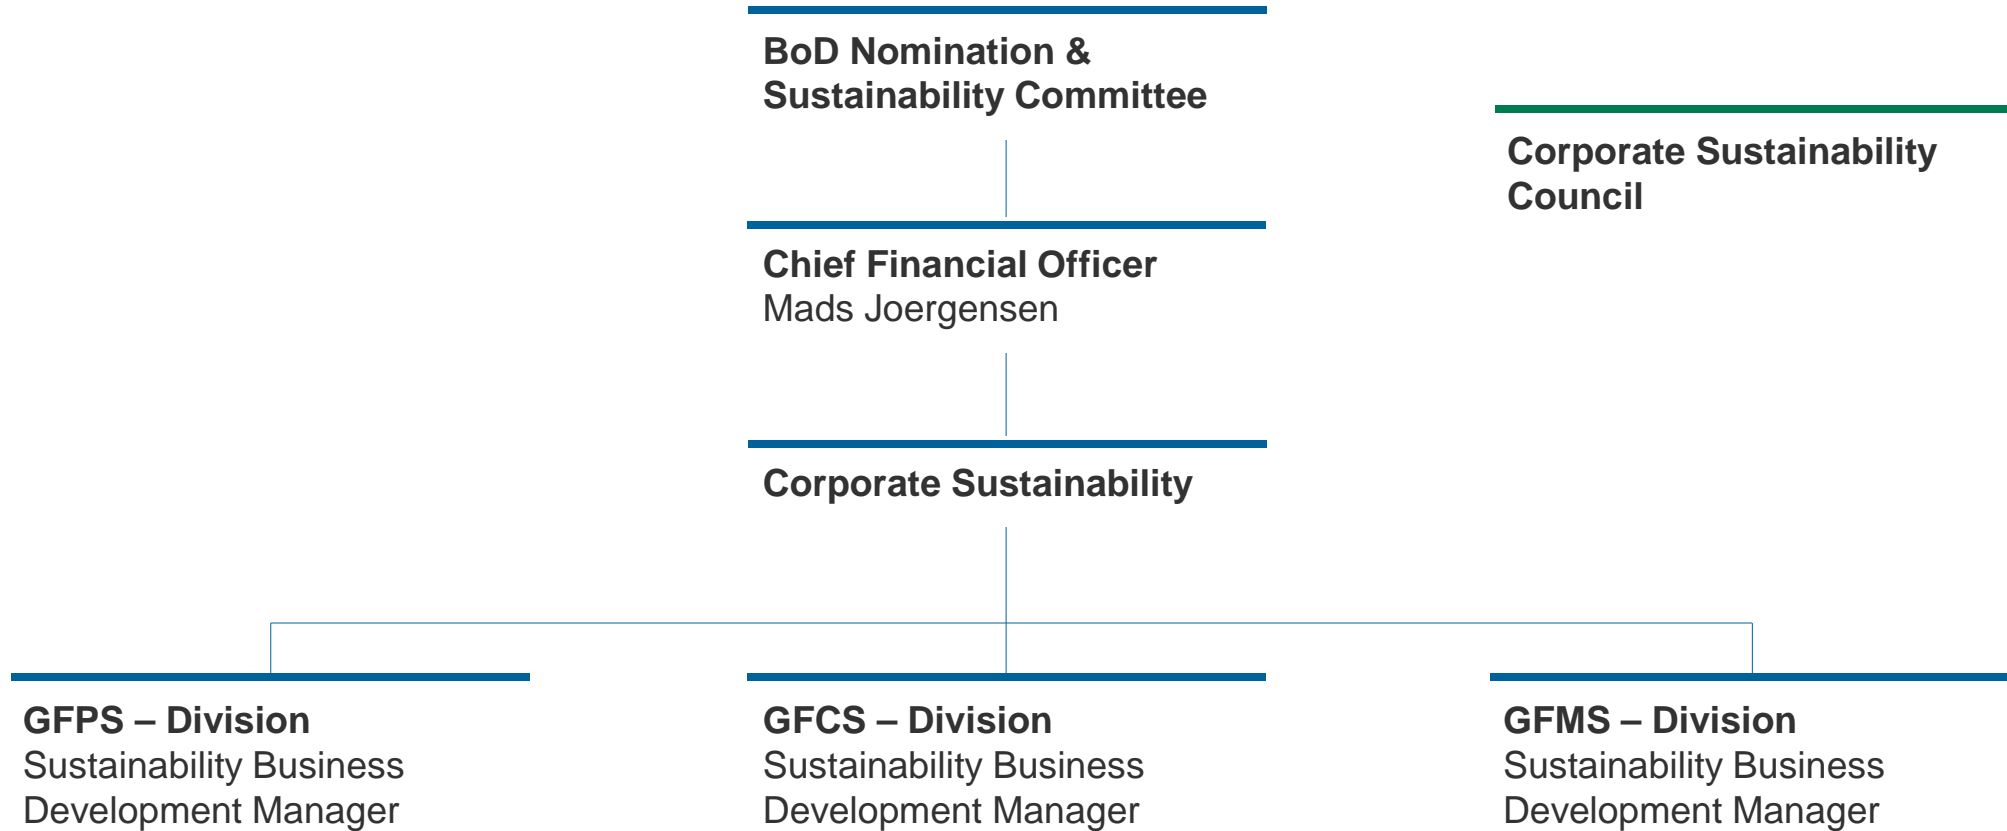 BoD Nomination &
Sustainability Committee
Corporate Sustainability
Council
Chief Financial Officer
Mads Joergensen
Corporate Sustainability
GFPS – Division
Sustainability Business
Development Manager
GFCS – Division
Sustainability Business
Development Manager
GFMS – Division
Sustainability Business
Development Manager